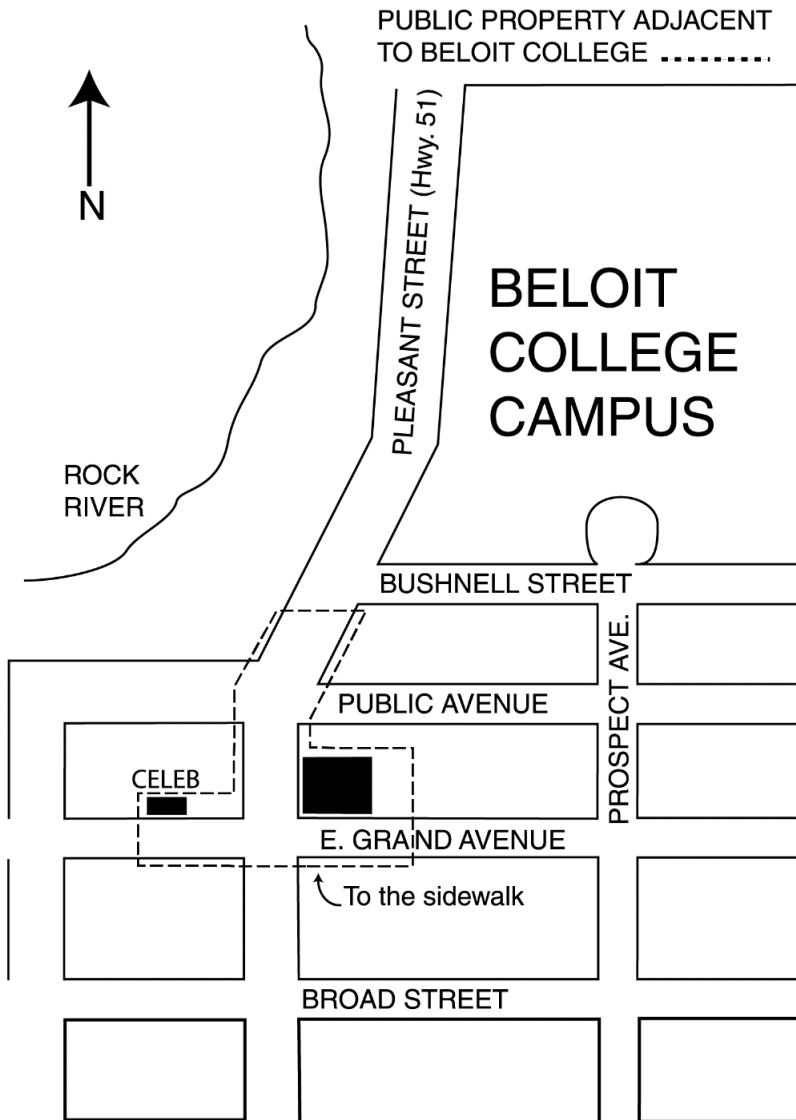 PUBLIC PROPERTY ADJACENT
TO BELOIT COLLEGE
N
PLEASANT STREET (Hwy. 51)
BELOIT
COLLEGE
CAMPUS
ROCK
RIVER
BUSHNELL STREET
PROSPECT AVE.
PUBLIC AVENUE
CELEB
E. GRAND AVENUE
To the sidewalk
BROAD STREET